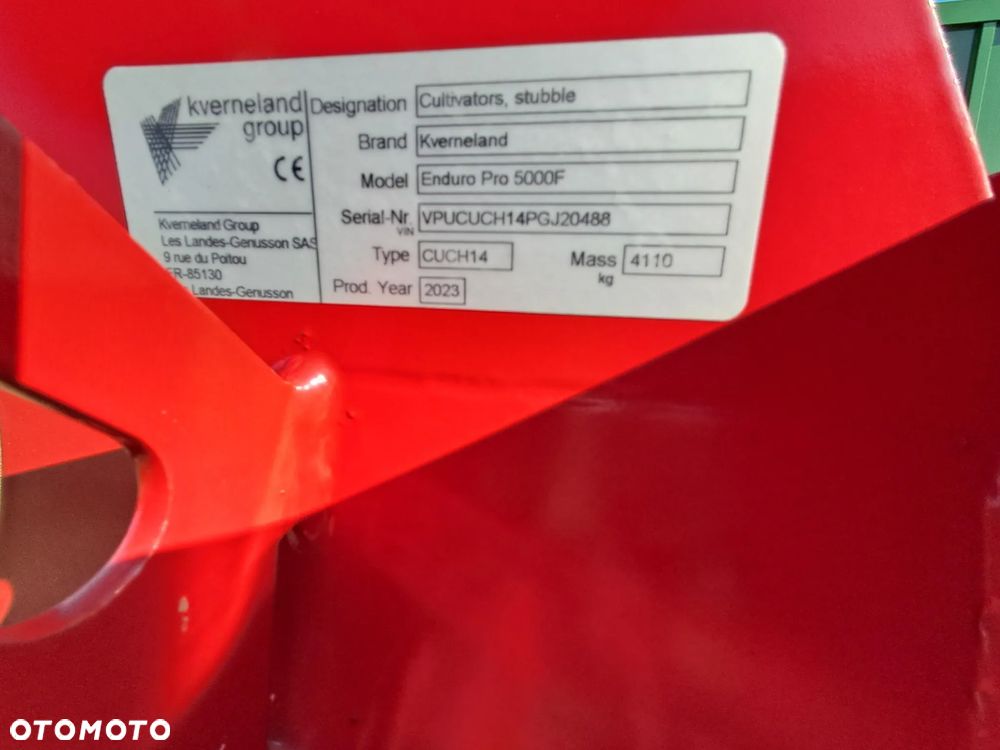 kverneland
group
CE
Kverneland Group
Les Landes-Genusson SAS
9 rue du Poitou
FR-85130
Landes-Genusson
Designation Cultivators, stubble
Brand Kverneland
Model Enduro Pro 5000F
Serial-Nr. VPUCUCH14PGJ20488
VIN
Type CUCH14 Mass 4110
kg
Prod. Year 2023
OTOMOTO